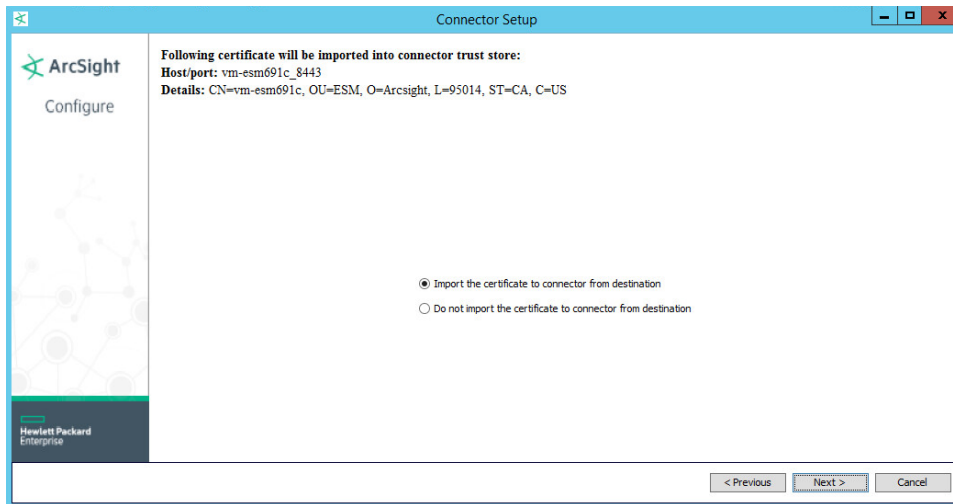 Connector Setup
ArcSight
Configure
Following certificate will be imported into connector trust store:
Host/port: vm-esm691c_8443
Details: CN=vm-esm691c, OU=ESM, O=Arcsight, L=95014, ST=CA, C=US
Import the certificate to connector from destination
Do not import the certificate to connector from destination
Hewlett Packard
Enterprise
< Previous
Next >
Cancel